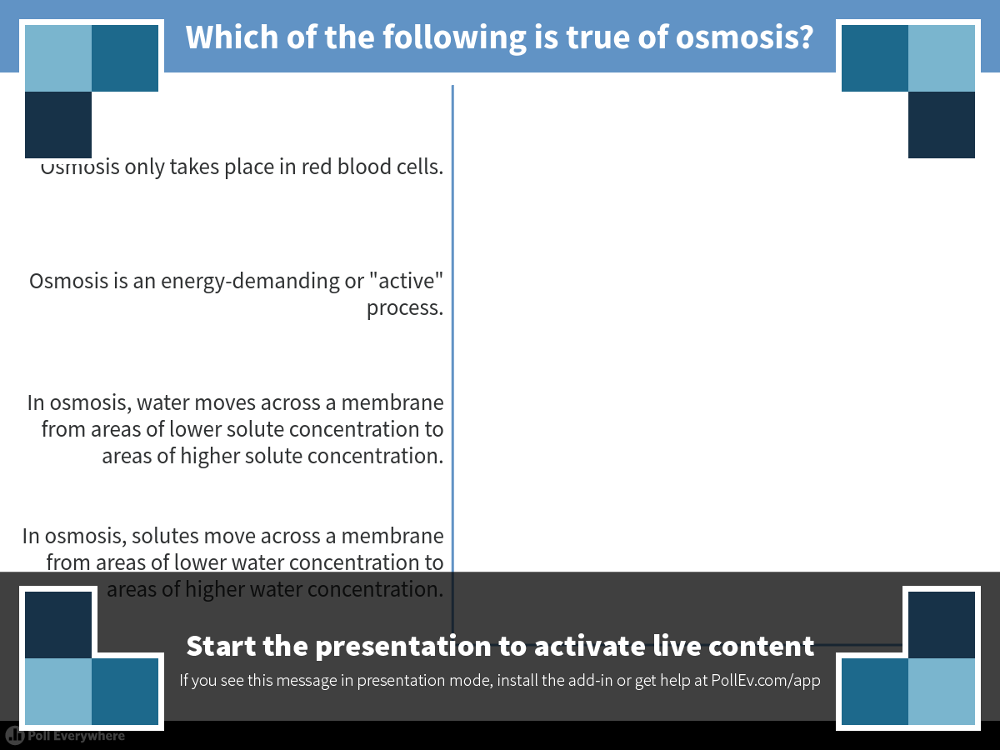 Which of the following is true of osmosis?
Osmosis only takes place in red blood cells.
Osmosis is an energy-demanding or "active"
process.
In osmosis, water moves across a membrane
from areas of lower solute concentration to
areas of higher solute concentration.
In osmosis, solutes move across a membrane
from areas of lower water concentration to
areas of higher water concentration.
Start the presentation to activate live content
If you see this message in presentation mode, install the add-in or get help at PollEv.com/app
Poll Everywhere